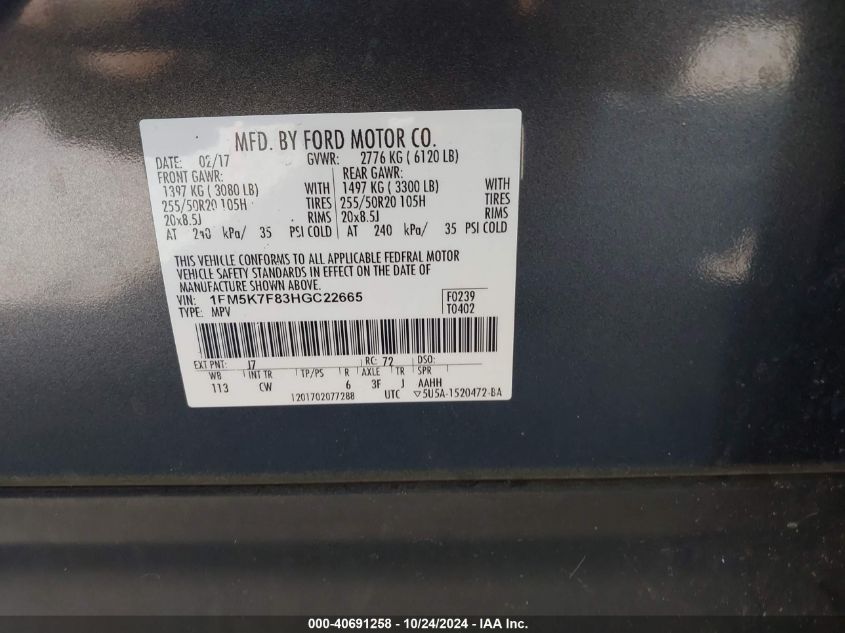 MFD. BY FORD MOTOR CO.
DATE: 02/17 GVWR: 2776 KG ( 6120 LB)
FRONT GAWR: REAR GAWR:
1397 KG ( 3080 LB) WITH 1497 KG ( 3300 LB) WITH
255/50R20 105H TIRES 255/50R20 105H TIRES
20x8.5J RIMS 20x8.5J RIMS
AT 240 kPa/ 35 PSI COLD AT 240 kPa/ 35 PSI COLD
THIS VEHICLE CONFORMS TO ALL APPLICABLE FEDERAL MOTOR
VEHICLE SAFETY STANDARDS IN EFFECT ON THE DATE OF
MANUFACTURE SHOWN ABOVE.
VIN: 1FM5K7F83HGC22665 F0239
TYPE: MPV T0402
EXT PNT: J7 RC: 72 DSO:
WB INT TR TP/PS R AXLE TR SPR
113 CW 6 3F J AAHH
1201702077288 UTC ▽5U5A-1520472-BA
000-40691258 - 10/24/2024 - IAA Inc.